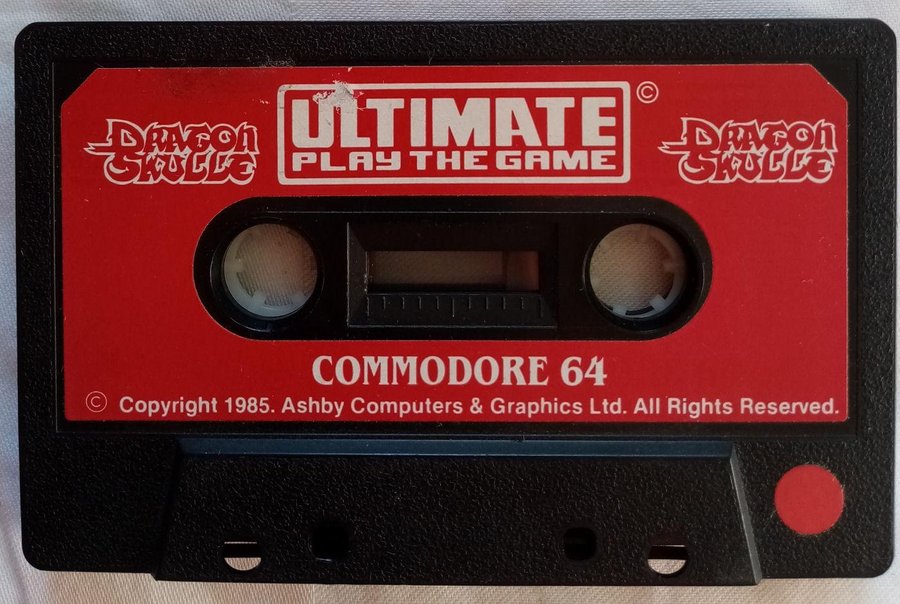 ULTIMATE ©
PLAY THE GAME
DRAGON
SKULLE
DRAGON
SKULLE
COMMODORE 64
© Copyright 1985. Ashby Computers & Graphics Ltd. All Rights Reserved.